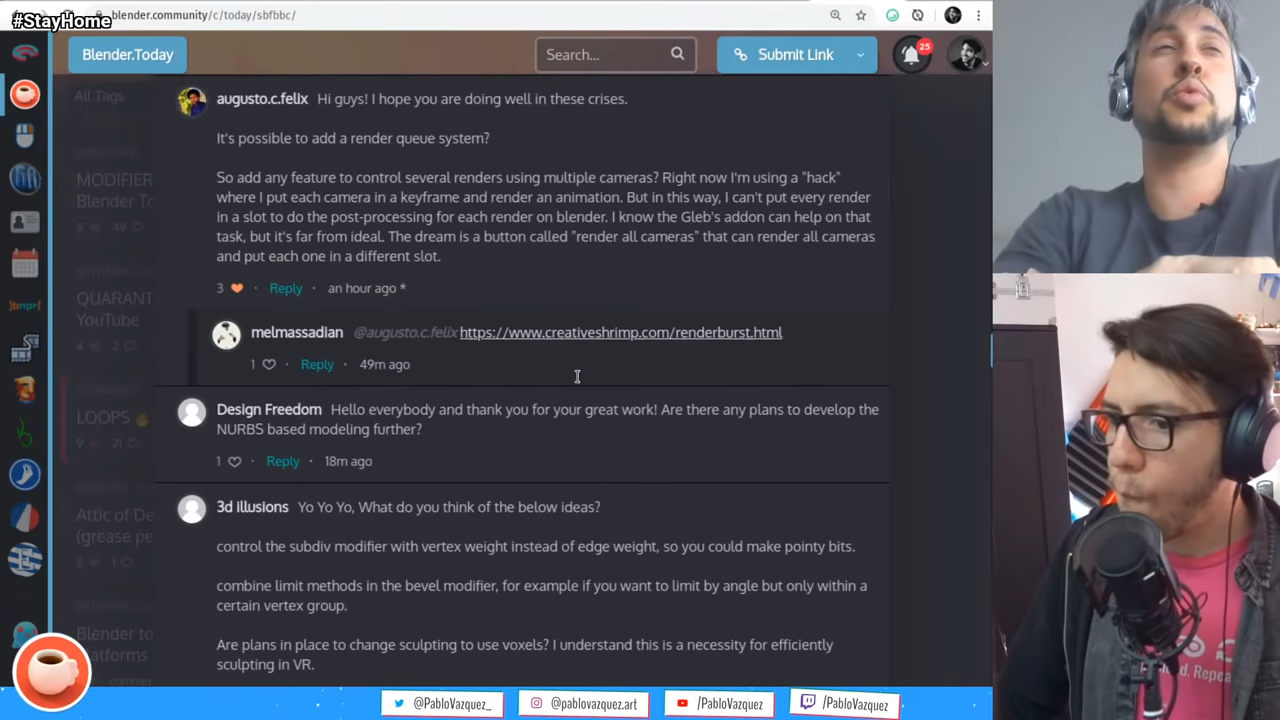 #StayHome
blender.community/c/today/sbfbbc/
Blender.Today
Search...
Submit Link
25
All Tags
augusto.c.felix Hi guys! I hope you are doing well in these crises.
It's possible to add a render queue system?
So add any feature to control several renders using multiple cameras? Right now I'm using a "hack"
where I put each camera in a keyframe and render an animation. But in this way, I can't put every render
in a slot to do the post-processing for each render on blender. I know the Gleb's addon can help on that
task, but it's far from ideal. The dream is a button called "render all cameras" that can render all cameras
and put each one in a different slot.
3 Reply · an hour ago *
melmassadian @augusto.c.felix https://www.creativeshrimp.com/renderburst.html
1 · Reply · 49m ago
Design Freedom Hello everybody and thank you for your great work! Are there any plans to develop the
NURBS based modeling further?
1 · Reply · 18m ago
3d illusions Yo Yo Yo, What do you think of the below ideas?
control the subdiv modifier with vertex weight instead of edge weight, so you could make pointy bits.
combine limit methods in the bevel modifier, for example if you want to limit by angle but only within a
certain vertex group.
Are plans in place to change sculpting to use voxels? I understand this is a necessity for efficiently
sculpting in VR.
MODIFIER
Blender To
5 49
QUARANT
YouTube
4 2
LOOPS
9 21
Attic of De
(grease pe
2 1
Blender to
latforms
@PabloVazquez_
@pablovazquez.art
/PabloVazquez
/PabloVazquez